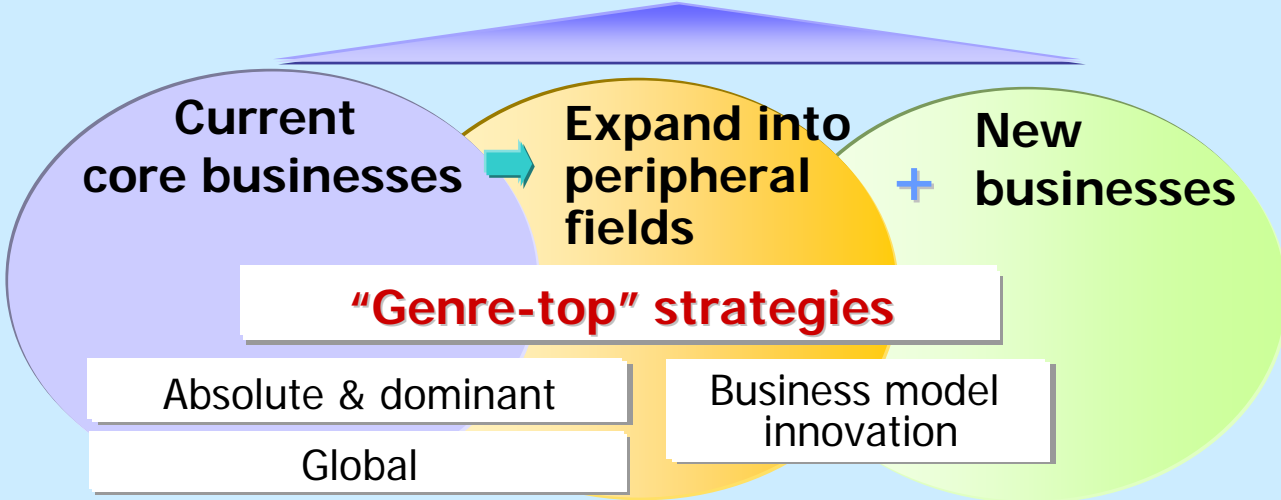 Current
core businesses
Expand into
peripheral
fields
+
New
businesses
“Genre-top” strategies
Absolute & dominant
Global
Business model
innovation